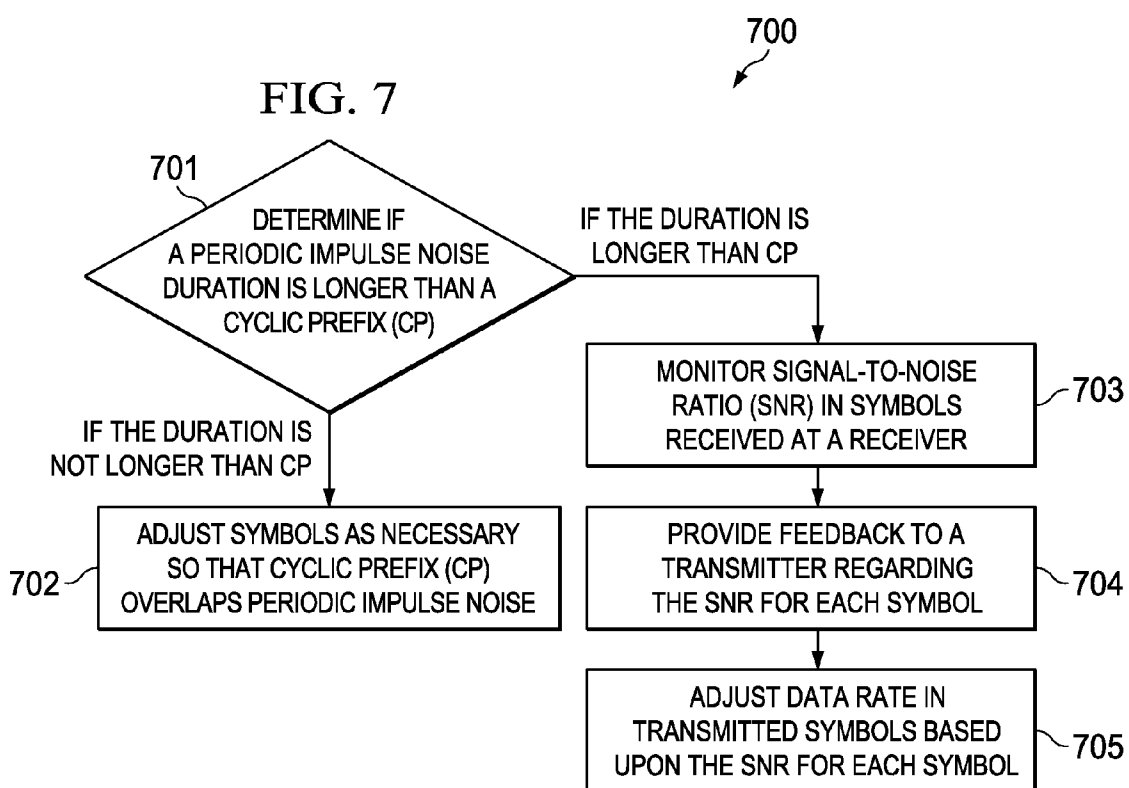 700
FIG. 7
701
DETERMINE IF
A PERIODIC IMPULSE NOISE
DURATION IS LONGER THAN A
CYCLIC PREFIX (CP)
IF THE DURATION IS
LONGER THAN CP
IF THE DURATION IS
NOT LONGER THAN CP
702
ADJUST SYMBOLS AS NECESSARY
SO THAT CYCLIC PREFIX (CP)
OVERLAPS PERIODIC IMPULSE NOISE
MONITOR SIGNAL-TO-NOISE
RATIO (SNR) IN SYMBOLS
RECEIVED AT A RECEIVER
703
PROVIDE FEEDBACK TO A
TRANSMITTER REGARDING
THE SNR FOR EACH SYMBOL
704
ADJUST DATA RATE IN
TRANSMITTED SYMBOLS BASED
UPON THE SNR FOR EACH SYMBOL
705